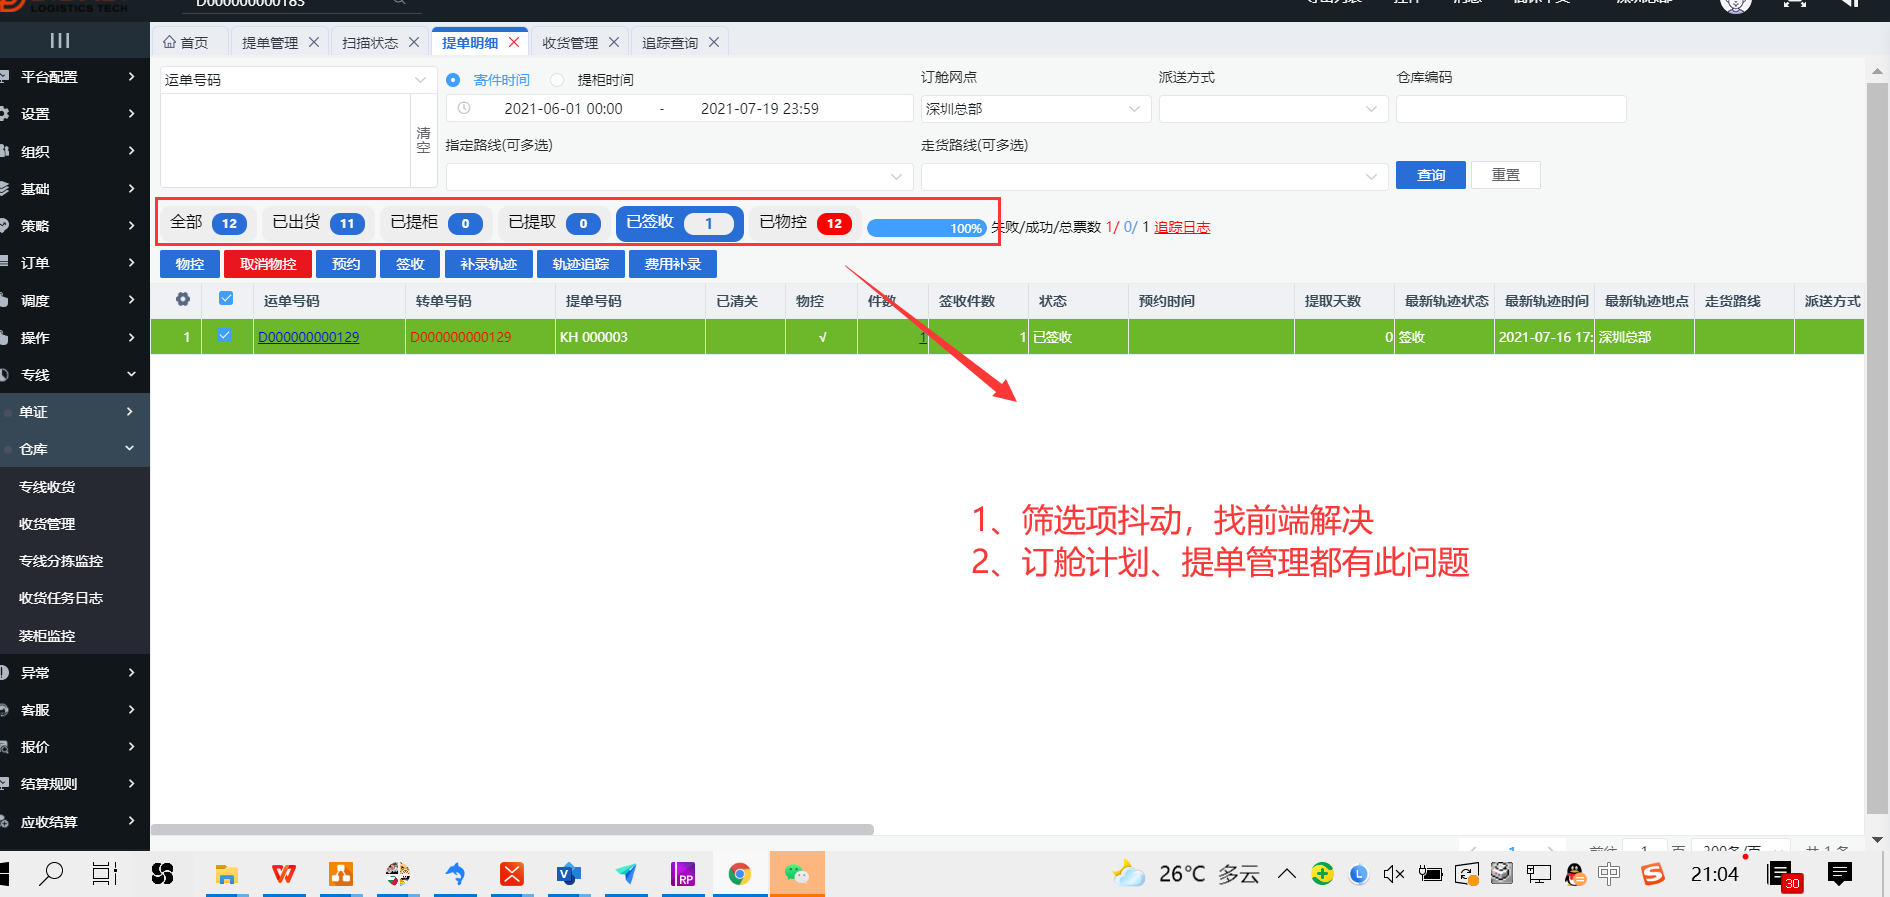 LOGISTICS TECH
D000000000183
首页
提单管理
扫描状态
提单明细
收货管理
追踪查询
平台配置
设置
组织
基础
策略
订单
调度
操作
专线
单证
仓库
专线收货
收货管理
专线分拣监控
收货任务日志
装柜监控
异常
客服
报价
结算规则
应收结算
运单号码
清空
寄件时间
提柜时间
2021-06-01 00:00 - 2021-07-19 23:59
订舱网点
深圳总部
派送方式
仓库编码
指定路线(可多选)
走货路线(可多选)
查询
重置
全部 12
已出货 11
已提柜 0
已提取 0
已签收 1
已物控 12
100%
失败/成功/总票数 1/ 0/ 1 追踪日志
物控
取消物控
预约
签收
补录轨迹
轨迹追踪
费用补录
运单号码 转单号码 提单号码 已清关 物控 件数 签收件数 状态 预约时间 提取天数 最新轨迹状态 最新轨迹时间 最新轨迹地点 走货路线 派送方式
1 D000000000129 D000000000129 KH 000003 √ 1 1 已签收 0 签收 2021-07-16 17: 深圳总部
1、筛选项抖动，找前端解决
2、订舱计划、提单管理都有此问题
26°C 多云
中
21:04
30